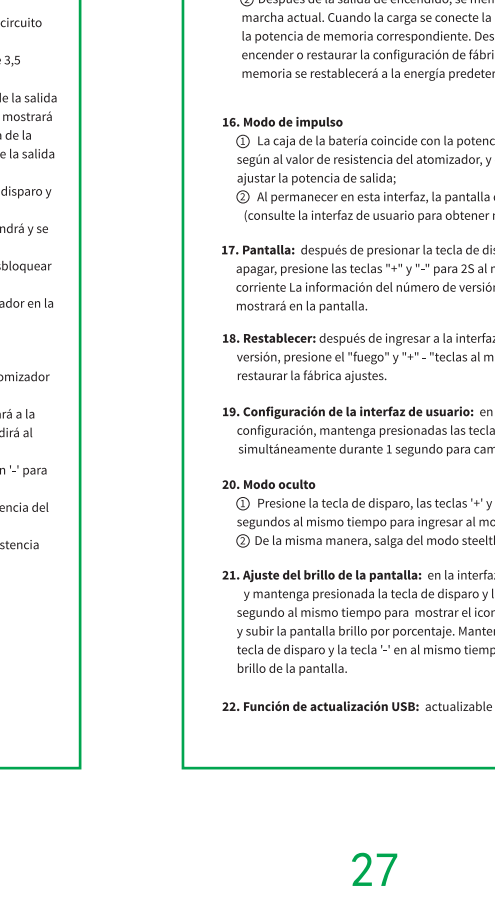 circuito
3,5
de la salida
mostrará
de la
e la salida
disparo y
ndrá y se
sbloquear
ador en la
omizador
rá a la
dirá al
n '-' para
encia del
stencia
② Después de la salida de encendido, se mem
marcha actual. Cuando la carga se conecte la
la potencia de memoria correspondiente. Des
encender o restaurar la configuración de fábri
memoria se restablecerá a la energía predeter
16. Modo de impulso
① La caja de la batería coincide con la potenc
según al valor de resistencia del atomizador, y
ajustar la potencia de salida;
② Al permanecer en esta interfaz, la pantalla
(consulte la interfaz de usuario para obtener
17. Pantalla: después de presionar la tecla de dis
apagar, presione las teclas "+" y "-" para 2S al
corriente La información del número de versión
mostrará en la pantalla.
18. Restablecer: después de ingresar a la interfaz
versión, presione el "fuego" y "+" - "teclas al m
restaurar la fábrica ajustes.
19. Configuración de la interfaz de usuario: en
configuración, mantenga presionadas las tecla
simultáneamente durante 1 segundo para cam
20. Modo oculto
① Presione la tecla de disparo, las teclas '+' y
segundos al mismo tiempo para ingresar al mo
② De la misma manera, salga del modo steelth
21. Ajuste del brillo de la pantalla: en la interfaz
y mantenga presionada la tecla de disparo y l
segundo al mismo tiempo para mostrar el icon
y subir la pantalla brillo por porcentaje. Manten
tecla de disparo y la tecla '-' en al mismo tiemp
brillo de la pantalla.
22. Función de actualización USB: actualizable
27